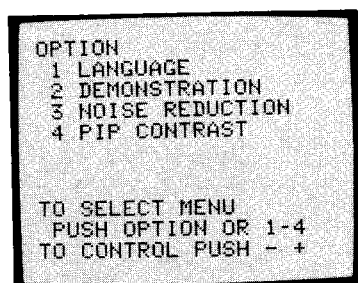 OPTION
1 LANGUAGE
2 DEMONSTRATION
3 NOISE REDUCTION
4 PIP CONTRAST
TO SELECT MENU
PUSH OPTION OR 1-4
TO CONTROL PUSH - +